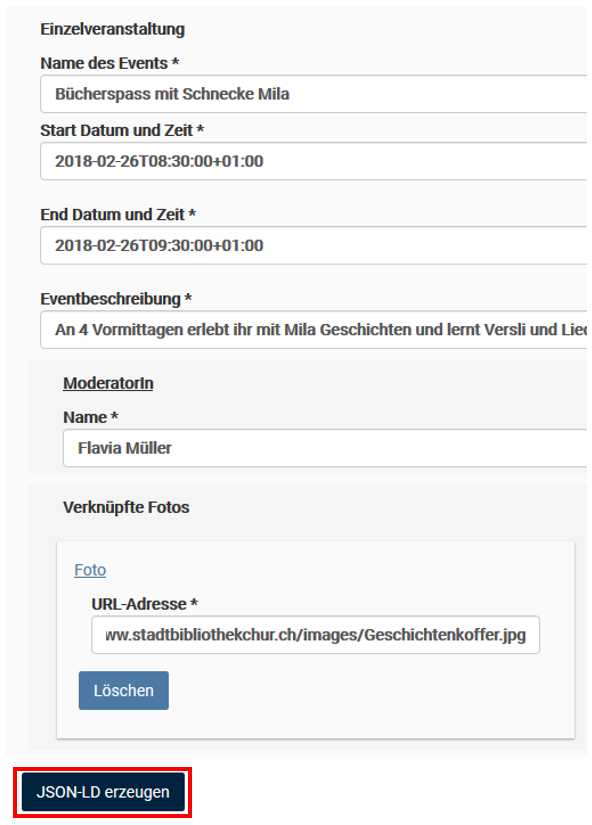 Einzelveranstaltung
Name des Events *
Bücherspass mit Schnecke Mila
Start Datum und Zeit *
2018-02-26T08:30:00+01:00
End Datum und Zeit *
2018-02-26T09:30:00+01:00
Eventbeschreibung *
An 4 Vormittagen erlebt ihr mit Mila Geschichten und lernt Versli und
ModeratorIn
Name *
Flavia Müller
Verknüpfte Fotos
Foto
URL-Adresse *
ww.stadtbibliothekchur.ch/images/Geschichtenkoffer.jpg
Löschen
JSON-LD erzeugen